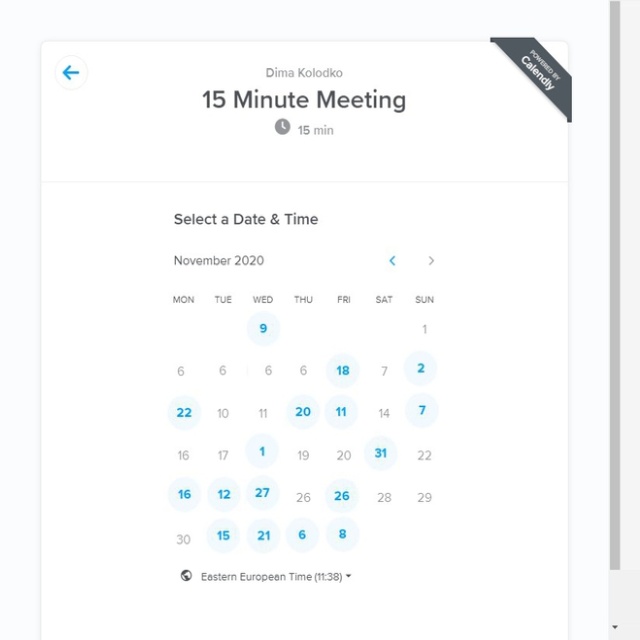 POWERED BY
Calendly
Dima Kolodko
15 Minute Meeting
15 min
Select a Date & Time
November 2020
MON TUE WED THU FRI SAT SUN
9 1
6 6 6 6 18 7 2
22 10 11 20 11 14 7
16 17 1 19 20 31 22
16 12 27 26 26 28 29
30 15 21 6 8
Eastern European Time (11:38)